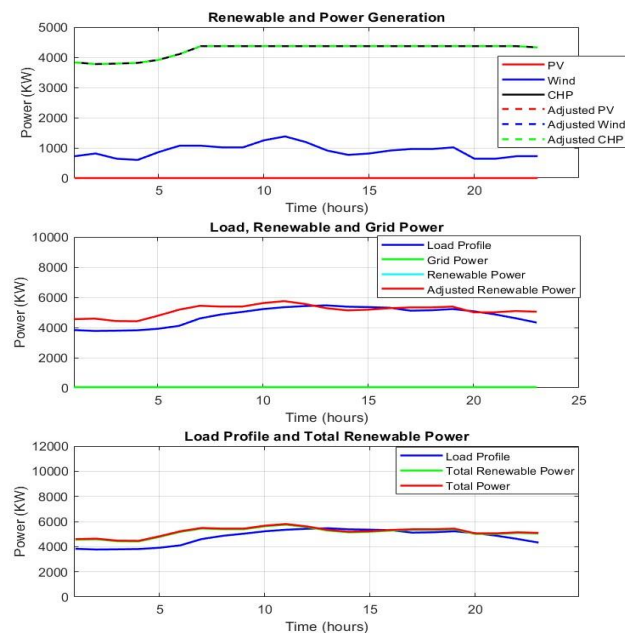 Renewable and Power Generation
Power (KW)
5000
4000
3000
2000
1000
0
PV
Wind
CHP
Adjusted PV
Adjusted Wind
Adjusted CHP
5 10 15 20
Time (hours)
Load, Renewable and Grid Power
Power (KW)
10000
8000
6000
4000
2000
0
Load Profile
Grid Power
Renewable Power
Adjusted Renewable Power
5 10 15 20 25
Time (hours)
Load Profile and Total Renewable Power
Power (KW)
12000
10000
8000
6000
4000
2000
0
Load Profile
Total Renewable Power
Total Power
5 10 15 20
Time (hours)